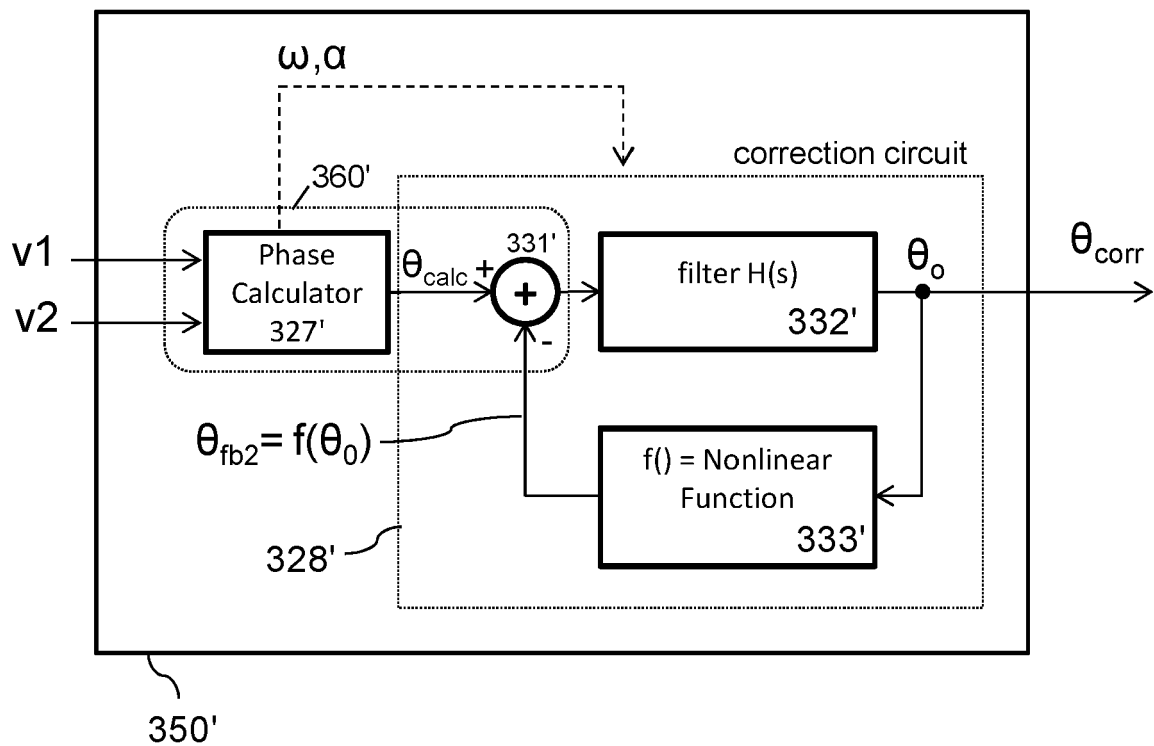 ω,α
correction circuit
360'
v1
v2
Phase
Calculator
327'
θcalc
+
331'
+
-
filter H(s)
332'
θo
θcorr
θfb2= f(θ0)
f() = Nonlinear
Function
333'
328'
350'